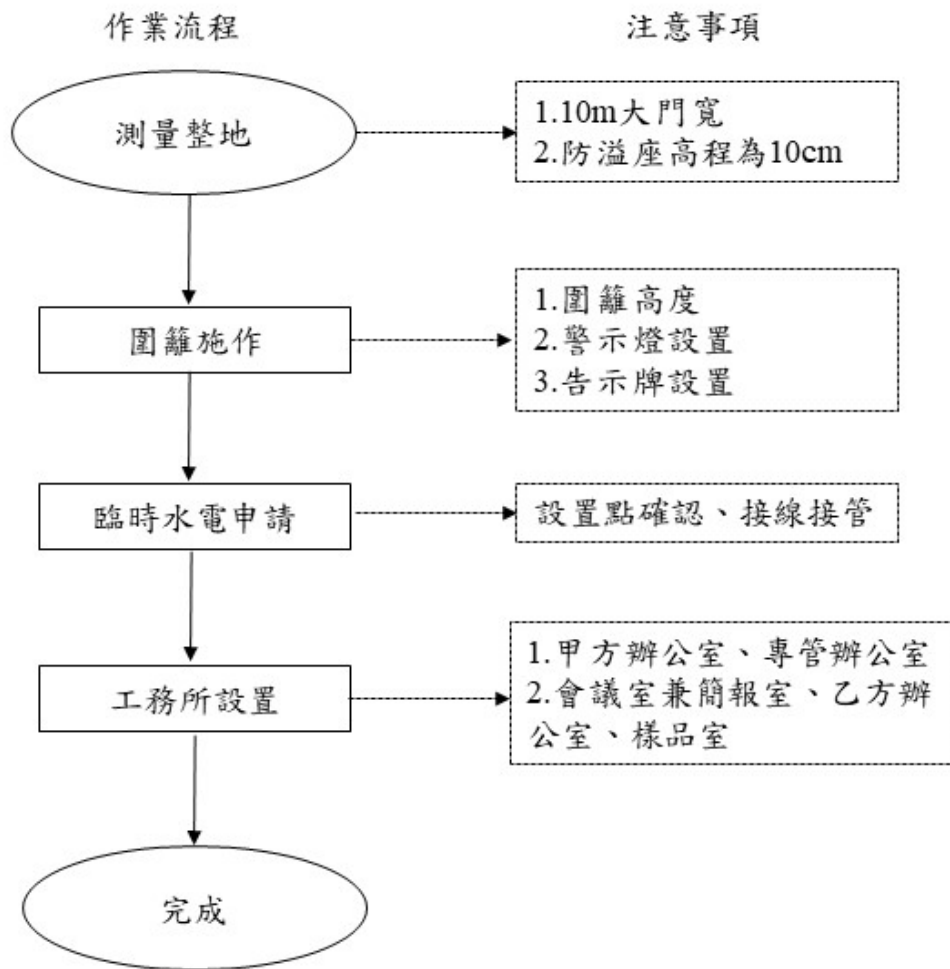 作業流程
注意事項
測量整地
1.10m大門寬
2.防溢座高程為10cm
圍籬施作
1.圍籬高度
2.警示燈設置
3.告示牌設置
臨時水電申請
設置點確認、接線接管
工務所設置
1.甲方辦公室、專管辦公室
2.會議室兼簡報室、乙方辦
公室、樣品室
完成